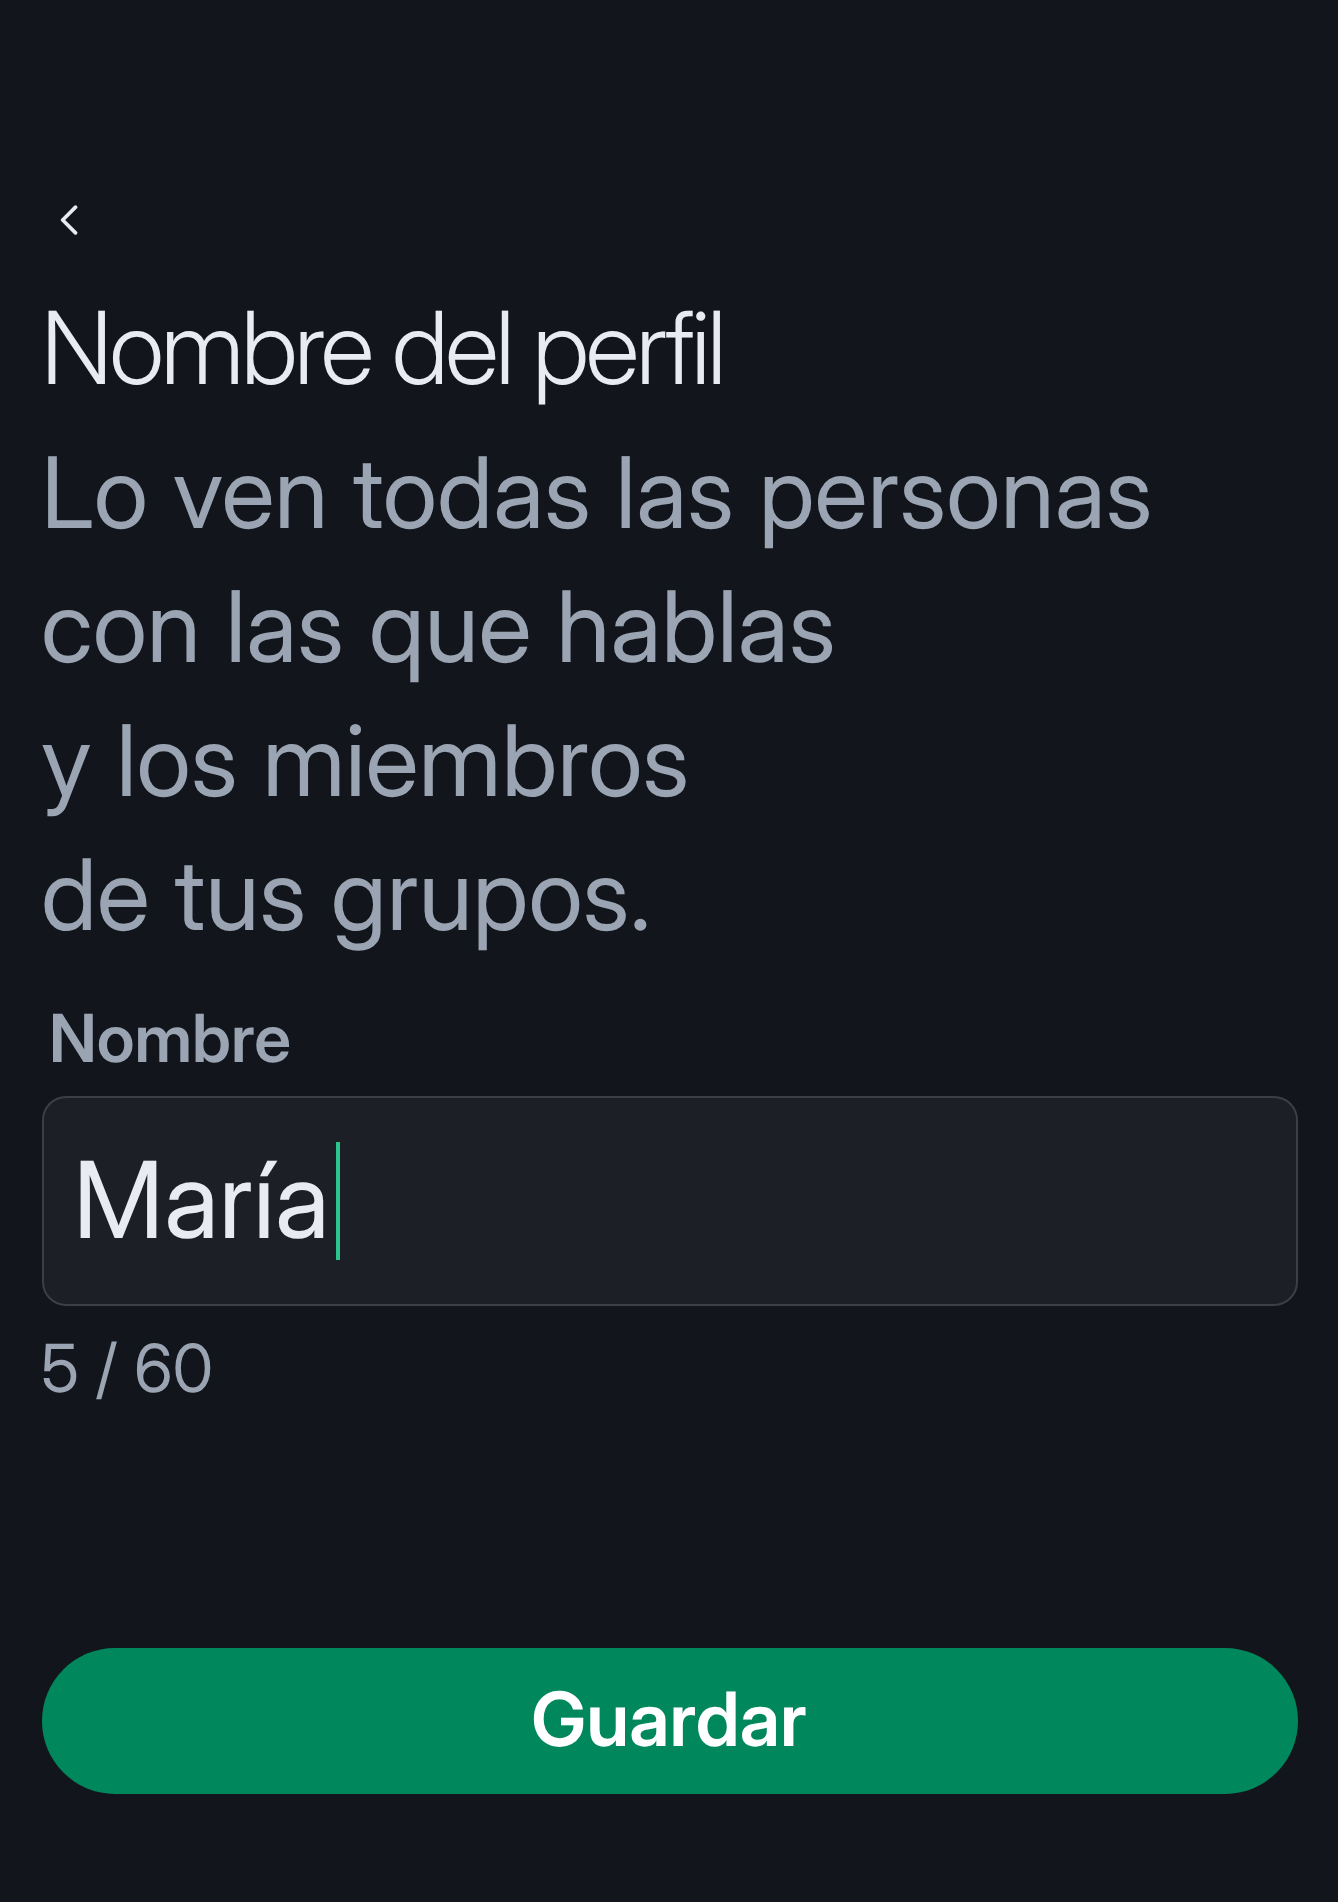 Nombre del perfil
Lo ven todas las personas
con las que hablas
y los miembros
de tus grupos.
Nombre
María
5 / 60
Guardar